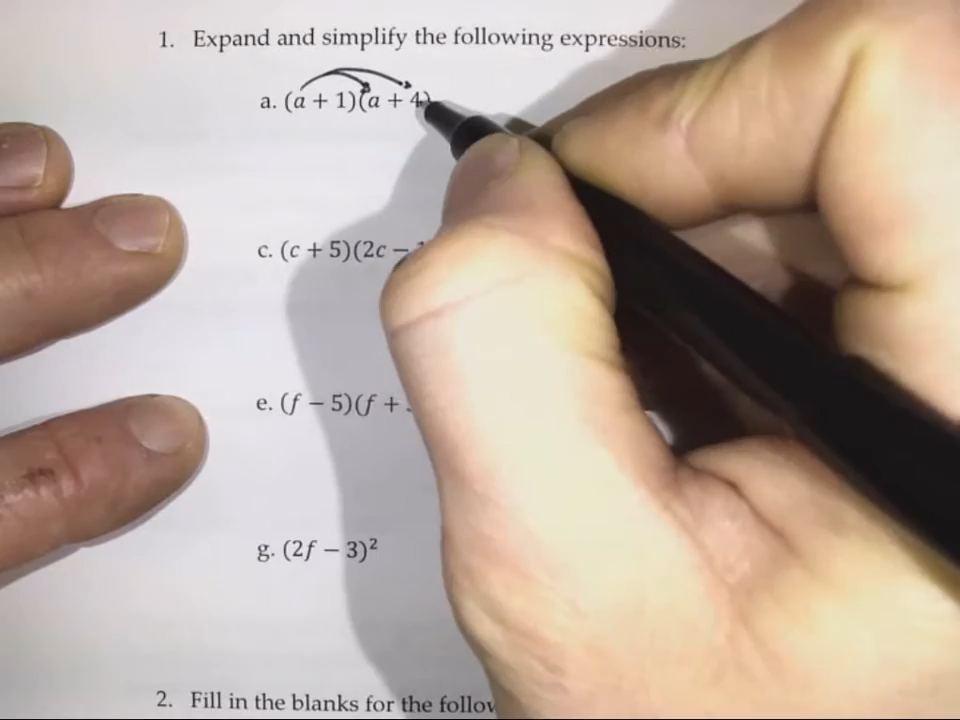 1. Expand and simplify the following expressions:
a. (a + 1)(a + 4)
c. (c + 5)(2c −
e. (f − 5)(f +
g. (2f − 3)²
2. Fill in the blanks for the